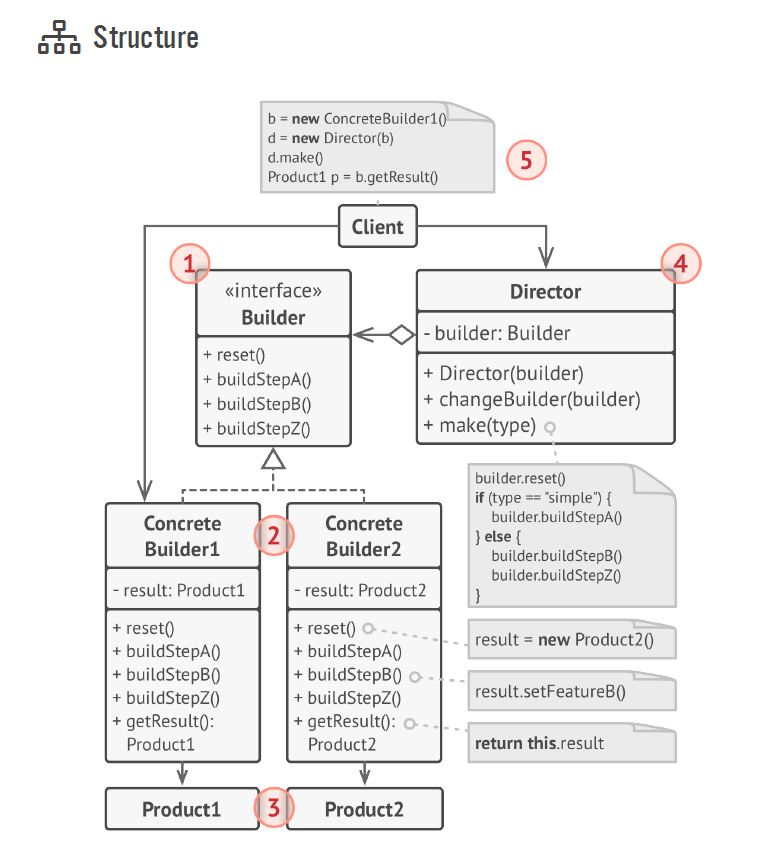 Structure
b = new ConcreteBuilder1()
d = new Director(b)
d.make()
Product1 p = b.getResult()
5
Client
1
«interface»
Builder
+ reset()
+ buildStepA()
+ buildStepB()
+ buildStepZ()
4
Director
- builder: Builder
+ Director(builder)
+ changeBuilder(builder)
+ make(type)
builder.reset()
if (type == "simple") {
builder.buildStepA()
} else {
builder.buildStepB()
builder.buildStepZ()
}
Concrete
Builder1
- result: Product1
+ reset()
+ buildStepA()
+ buildStepB()
+ buildStepZ()
+ getResult():
Product1
2
Concrete
Builder2
- result: Product2
+ reset()
+ buildStepA()
+ buildStepB()
+ buildStepZ()
+ getResult():
Product2
result = new Product2()
result.setFeatureB()
return this.result
Product1
3
Product2